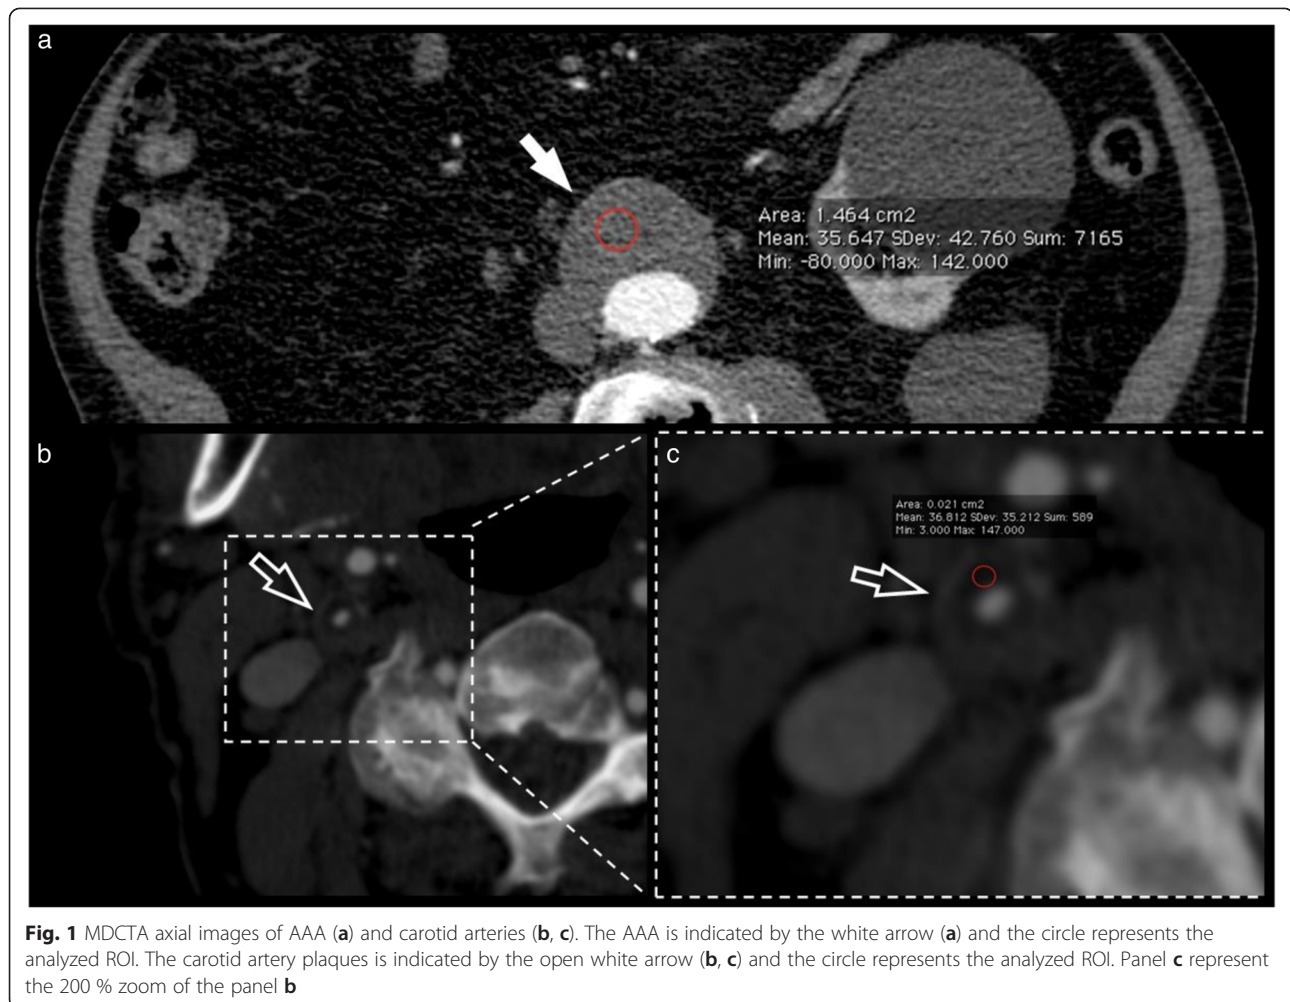 a
Area: 1.464 cm2
Mean: 35.647 SDev: 42.760 Sum: 7165
Min: -80.000 Max: 142.000
b
c
Area: 0.021 cm2
Mean: 36.812 SDev: 35.212 Sum: 589
Min: 3.000 Max: 147.000
Fig. 1 MDCTA axial images of AAA (a) and carotid arteries (b, c). The AAA is indicated by the white arrow (a) and the circle represents the
analyzed ROI. The carotid artery plaques is indicated by the open white arrow (b, c) and the circle represents the analyzed ROI. Panel c represent
the 200 % zoom of the panel b